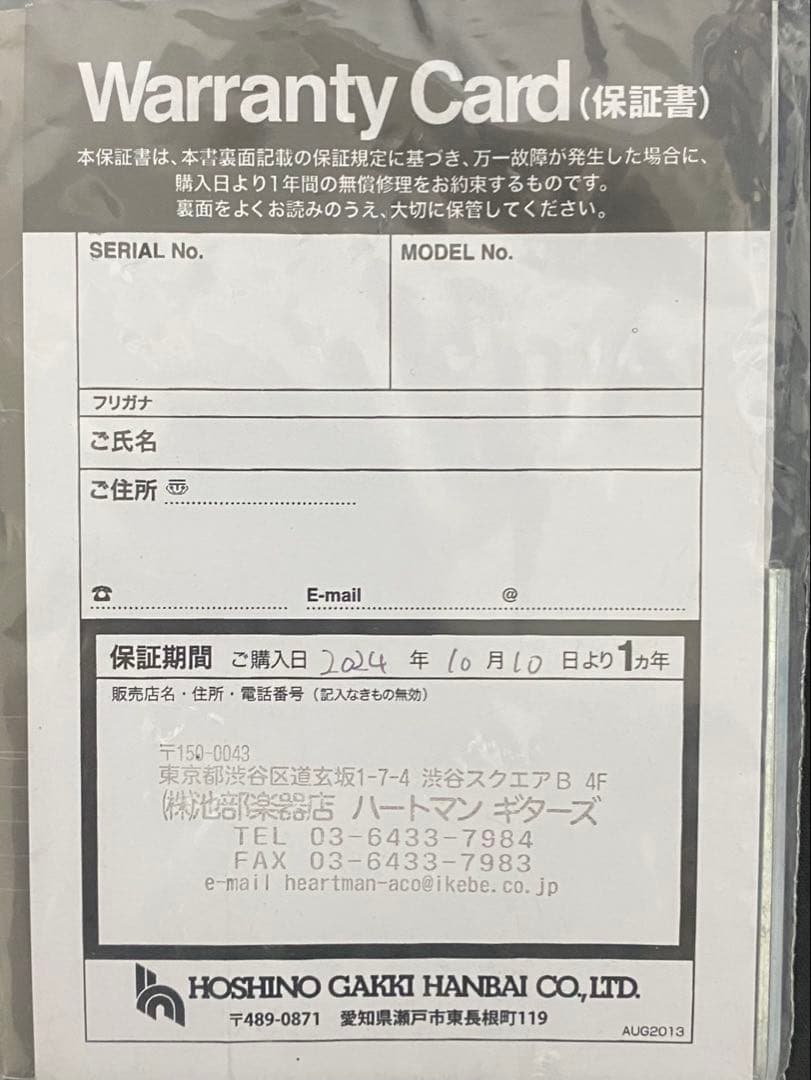 Warranty Card (保証書)
本保証書は、本書裏面記載の保証規定に基づき、万一故障が発生した場合に、
購入日より1年間の無償修理をお約束するものです。
裏面をよくお読みのうえ、大切に保管してください。
SERIAL No. MODEL No.
フリガナ
ご氏名
ご住所 〠
☎ E-mail @
保証期間 ご購入日 2024 年 10 月 10 日より 1ヵ年
販売店名・住所・電話番号（記入なきもの無効）
〒150-0043
東京都渋谷区道玄坂1-7-4 渋谷スクエアB 4F
(株)池部楽器店 ハートマン ギターズ
TEL 03-6433-7984
FAX 03-6433-7983
e-mail heartman-aco@ikebe.co.jp
HOSHINO GAKKI HANBAI CO., LTD.
〒489-0871 愛知県瀬戸市東長根町119
AUG2013